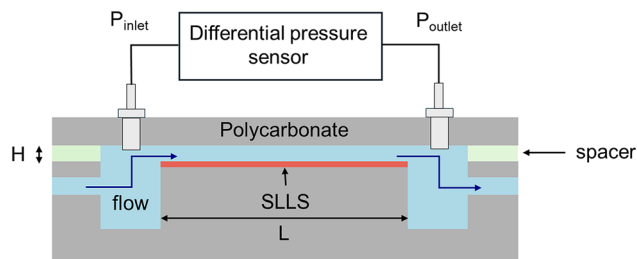 P_inlet
Differential pressure
sensor
P_outlet
Polycarbonate
H
spacer
flow
SLLS
L